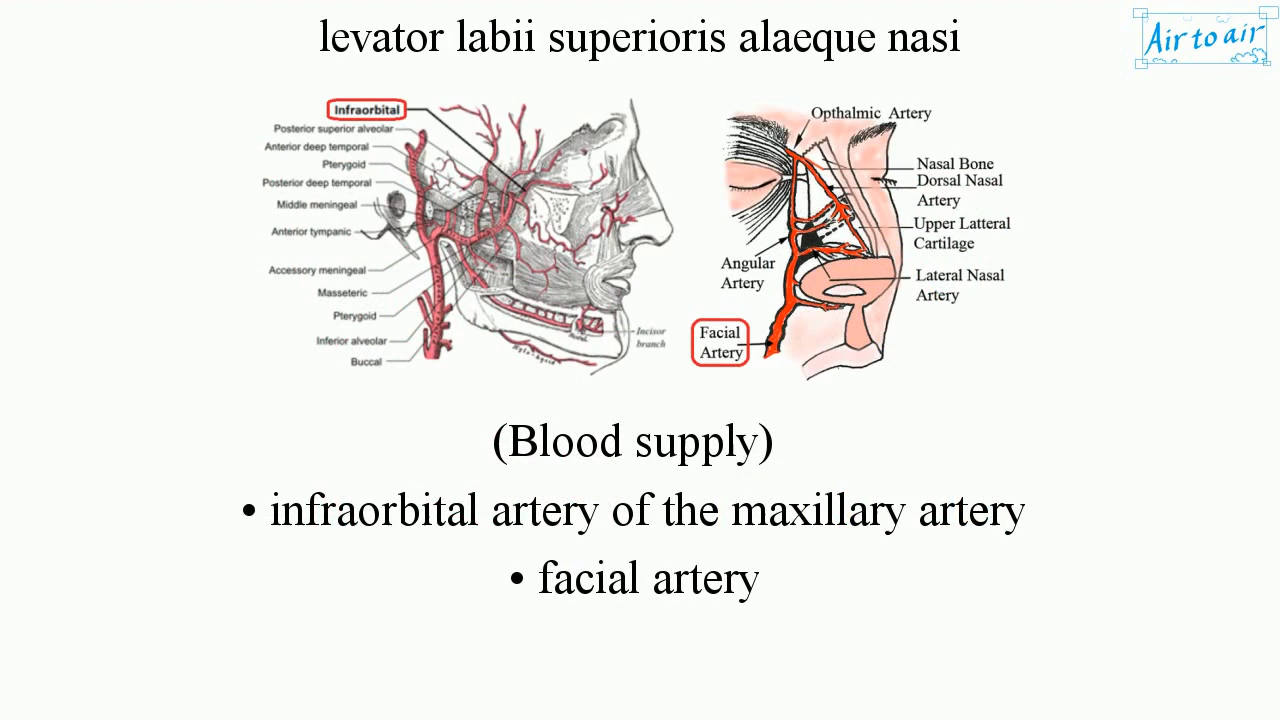 levator labii superioris alaeque nasi
Air to air
Infraorbital
Posterior superior alveolar
Anterior deep temporal
Pterygoid
Posterior deep temporal
Middle meningeal
Anterior tympanic
Accessory meningeal
Masseteric
Pterygoid
Inferior alveolar
Buccal
Incisor
branch
Opthalmic Artery
Nasal Bone
Dorsal Nasal
Artery
Upper Latteral
Cartilage
Angular
Artery
Lateral Nasal
Artery
Facial
Artery
(Blood supply)
• infraorbital artery of the maxillary artery
• facial artery